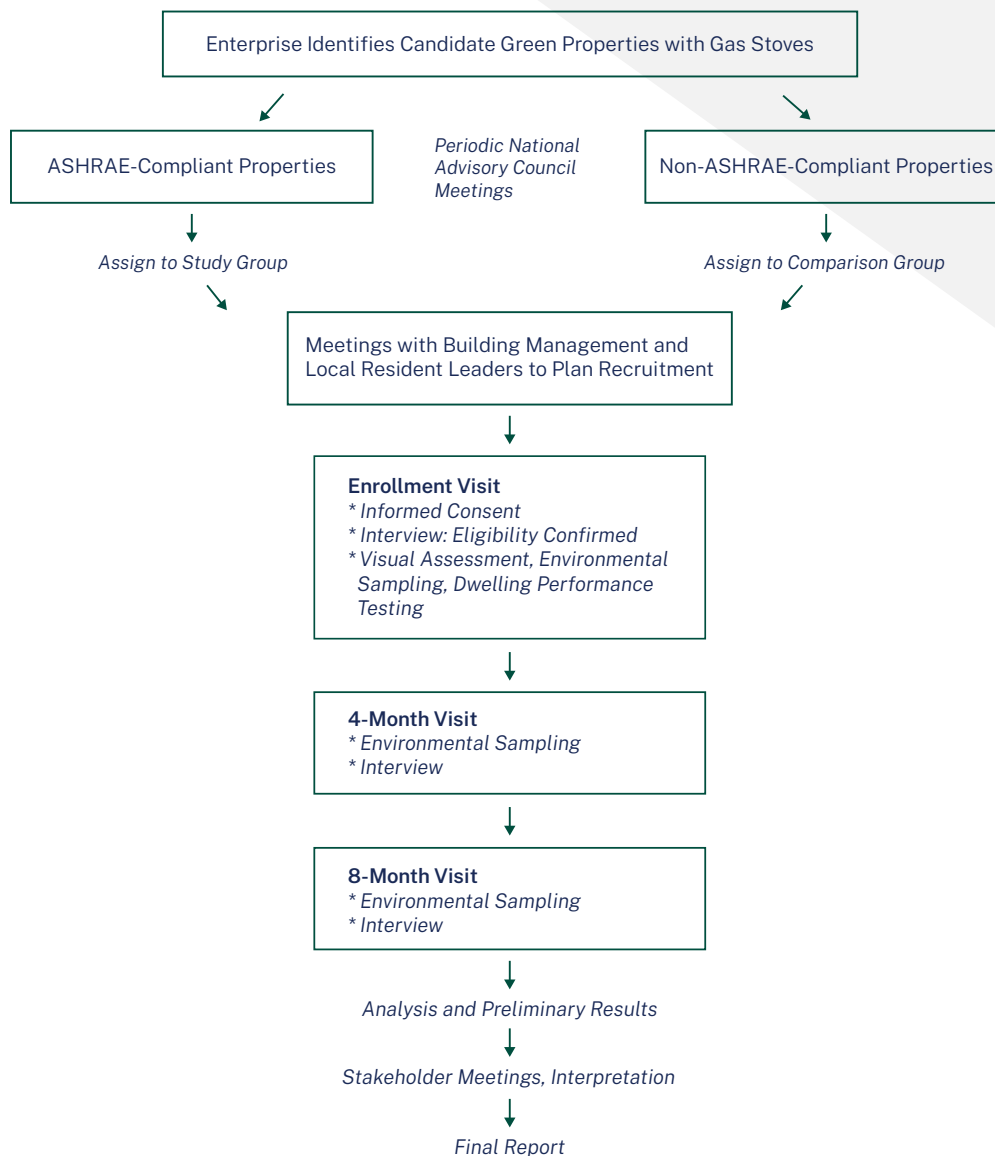 Enterprise Identifies Candidate Green Properties with Gas Stoves
ASHRAE-Compliant Properties
Periodic National
Advisory Council
Meetings
Non-ASHRAE-Compliant Properties
Assign to Study Group
Assign to Comparison Group
Meetings with Building Management and
Local Resident Leaders to Plan Recruitment
Enrollment Visit
* Informed Consent
* Interview: Eligibility Confirmed
* Visual Assessment, Environmental
Sampling, Dwelling Performance
Testing
4-Month Visit
* Environmental Sampling
* Interview
8-Month Visit
* Environmental Sampling
* Interview
Analysis and Preliminary Results
Stakeholder Meetings, Interpretation
Final Report